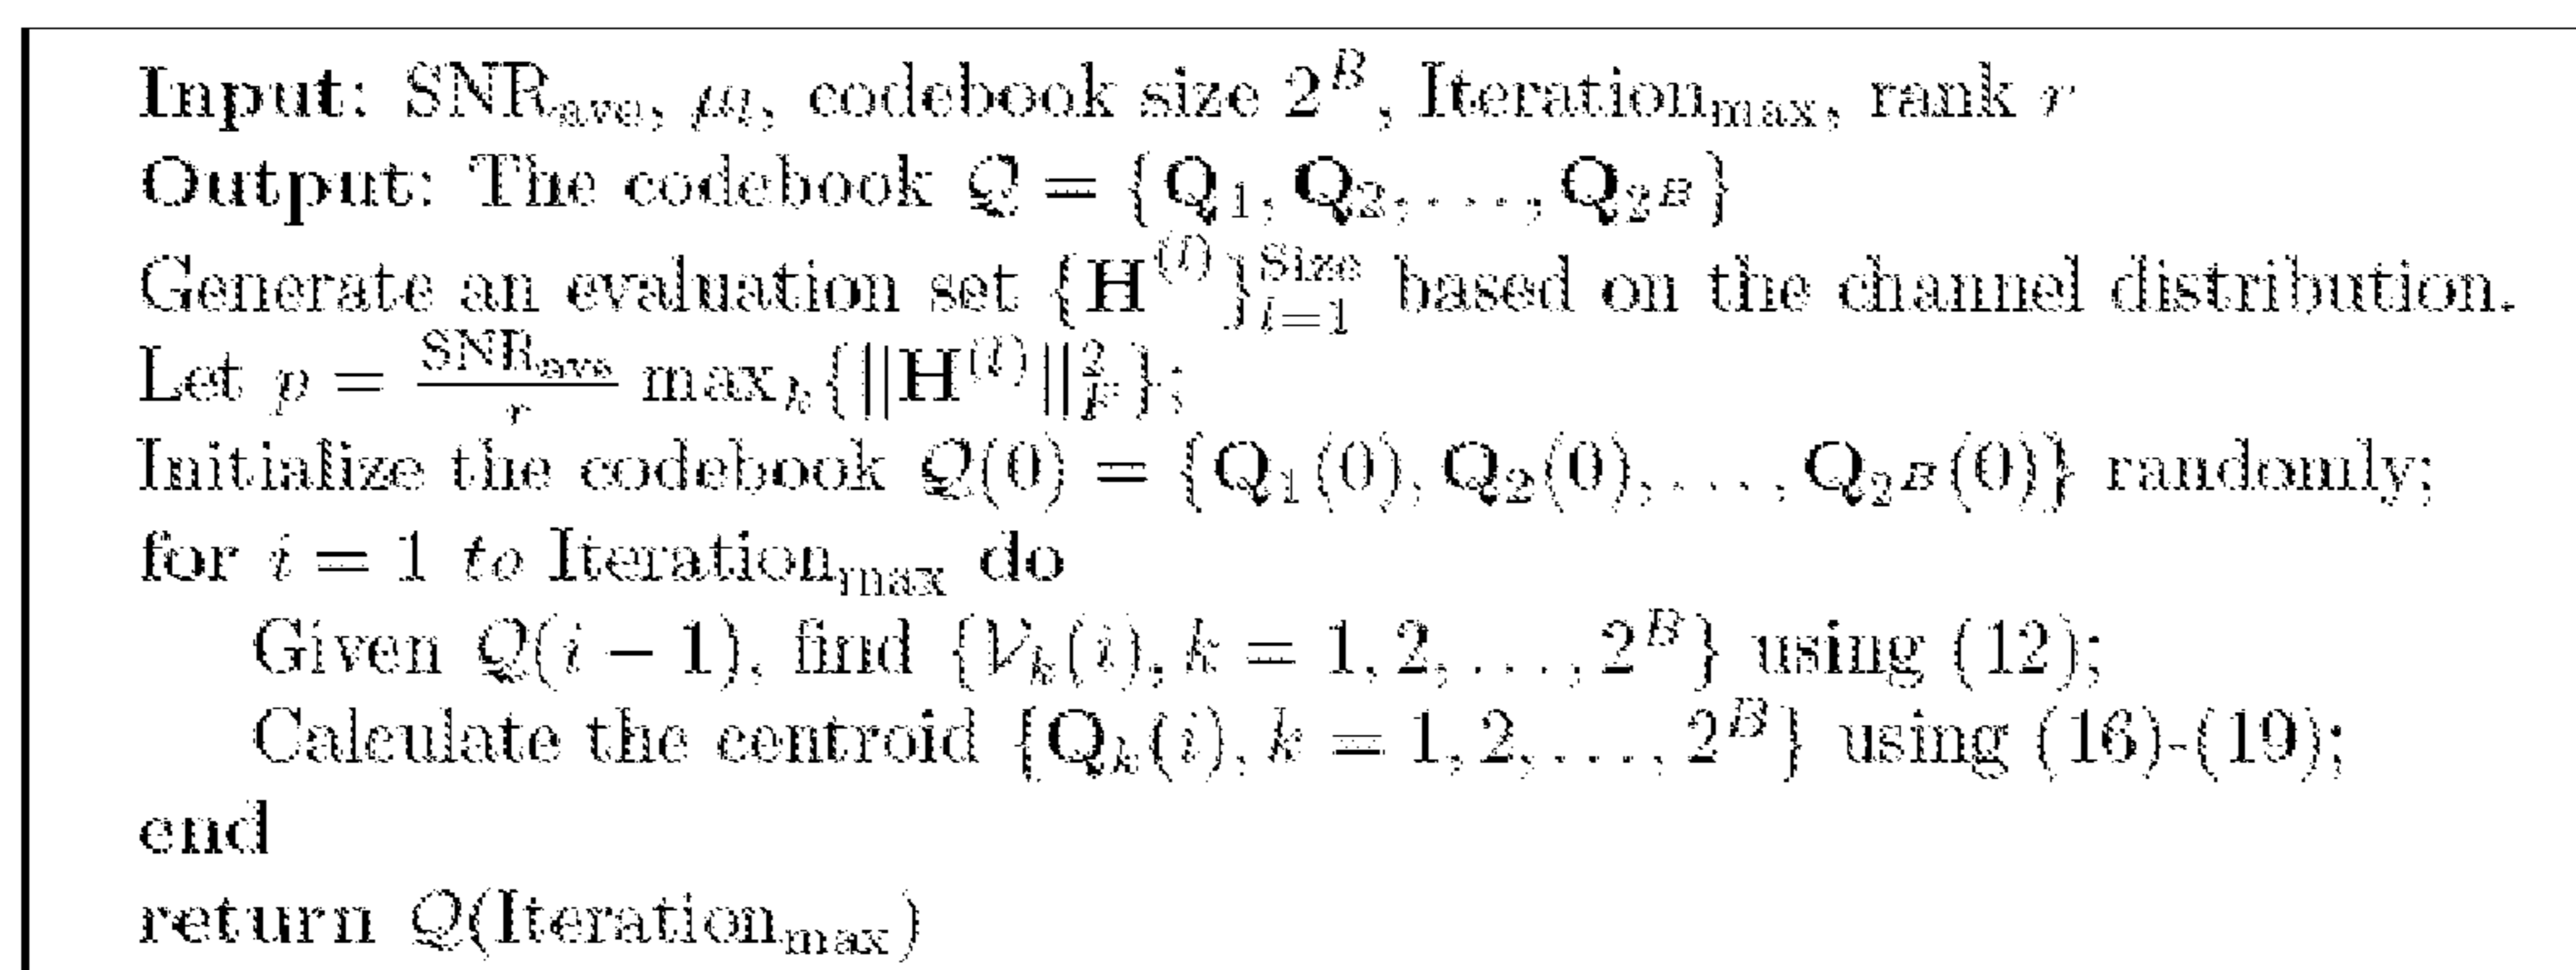 Input: SNR_ave, μ_l, codebook size 2^B, Iteration_max, rank r
Output: The codebook 𝒬 = {Q_1, Q_2, . . . , Q_{2^B}}
Generate an evaluation set {H^(l)}_{l=1}^{Size} based on the channel distribution.
Let p = \frac{SNR_ave}{r} max_k{||H^(l)||_F^2};
Initialize the codebook 𝒬(0) = {Q_1(0), Q_2(0), . . . , Q_{2^B}(0)} randomly;
for i = 1 to Iteration_max do
Given 𝒬(i − 1), find {𝒱_k(i), k = 1, 2, . . . , 2^B} using (12);
Calculate the centroid {Q_k(i), k = 1, 2, . . . , 2^B} using (16)-(19);
end
return 𝒬(Iteration_max)